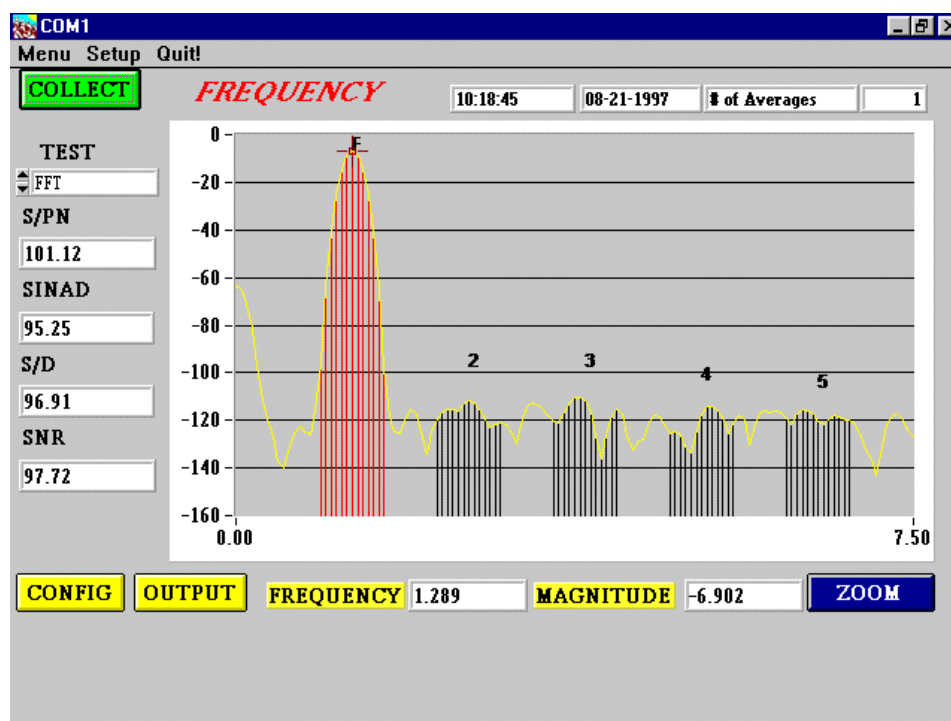 COM1
Menu Setup Quit!
COLLECT
FREQUENCY
10:18:45
08-21-1997
# of Averages
1
TEST
FFT
S/PN
101.12
SINAD
95.25
S/D
96.91
SNR
97.72
0
-20
-40
-60
-80
-100
-120
-140
-160
F
2
3
4
5
0.00
7.50
CONFIG
OUTPUT
FREQUENCY 1.289
MAGNITUDE -6.902
ZOOM